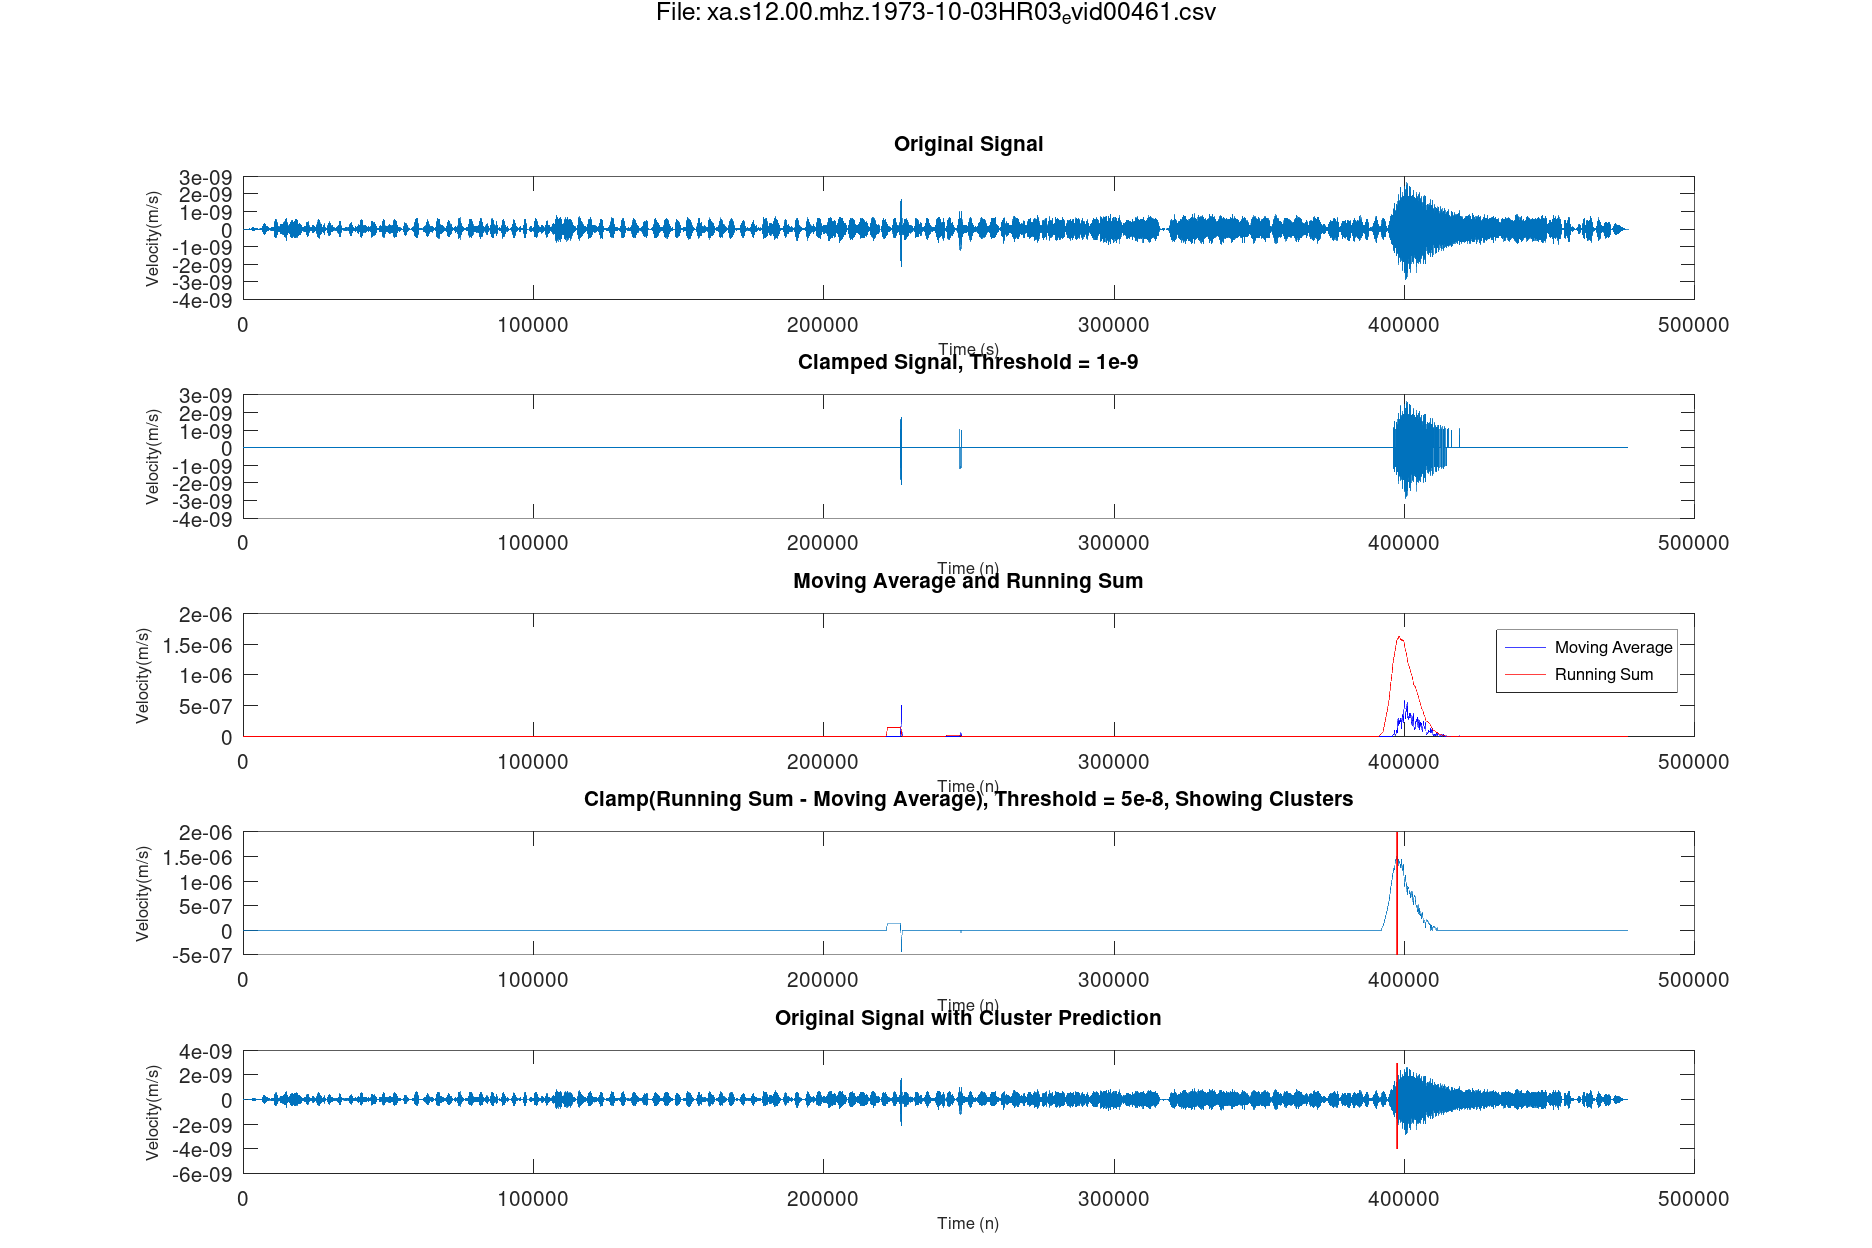 File: xa.s12.00.mhz.1973-10-03HR03evid00461.csv
Original Signal
3e-09
2e-09
1e-09
0
-1e-09
-2e-09
-3e-09
-4e-09
Velocity(m/s)
0 100000 200000 300000 400000 500000
Time (s)
Clamped Signal, Threshold = 1e-9
3e-09
2e-09
1e-09
0
-1e-09
-2e-09
-3e-09
-4e-09
Velocity(m/s)
0 100000 200000 300000 400000 500000
Time (n)
Moving Average and Running Sum
2e-06
1.5e-06
1e-06
5e-07
0
Velocity(m/s)
Moving Average
Running Sum
0 100000 200000 300000 400000 500000
Time (n)
Clamp(Running Sum - Moving Average), Threshold = 5e-8, Showing Clusters
2e-06
1.5e-06
1e-06
5e-07
0
-5e-07
Velocity(m/s)
0 100000 200000 300000 400000 500000
Time (n)
Original Signal with Cluster Prediction
4e-09
2e-09
0
-2e-09
-4e-09
-6e-09
Velocity(m/s)
0 100000 200000 300000 400000 500000
Time (n)